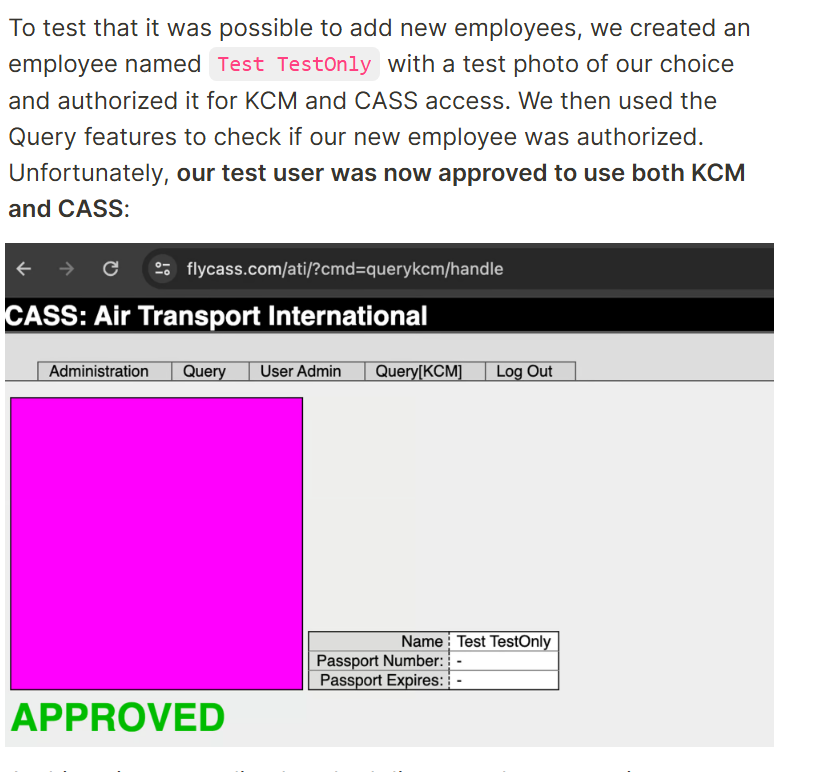 To test that it was possible to add new employees, we created an
employee named Test TestOnly with a test photo of our choice
and authorized it for KCM and CASS access. We then used the
Query features to check if our new employee was authorized.
Unfortunately, our test user was now approved to use both KCM
and CASS:
flycass.com/ati/?cmd=querykcm/handle
CASS: Air Transport International
Administration Query User Admin Query[KCM] Log Out
Name Test TestOnly
Passport Number: -
Passport Expires: -
APPROVED